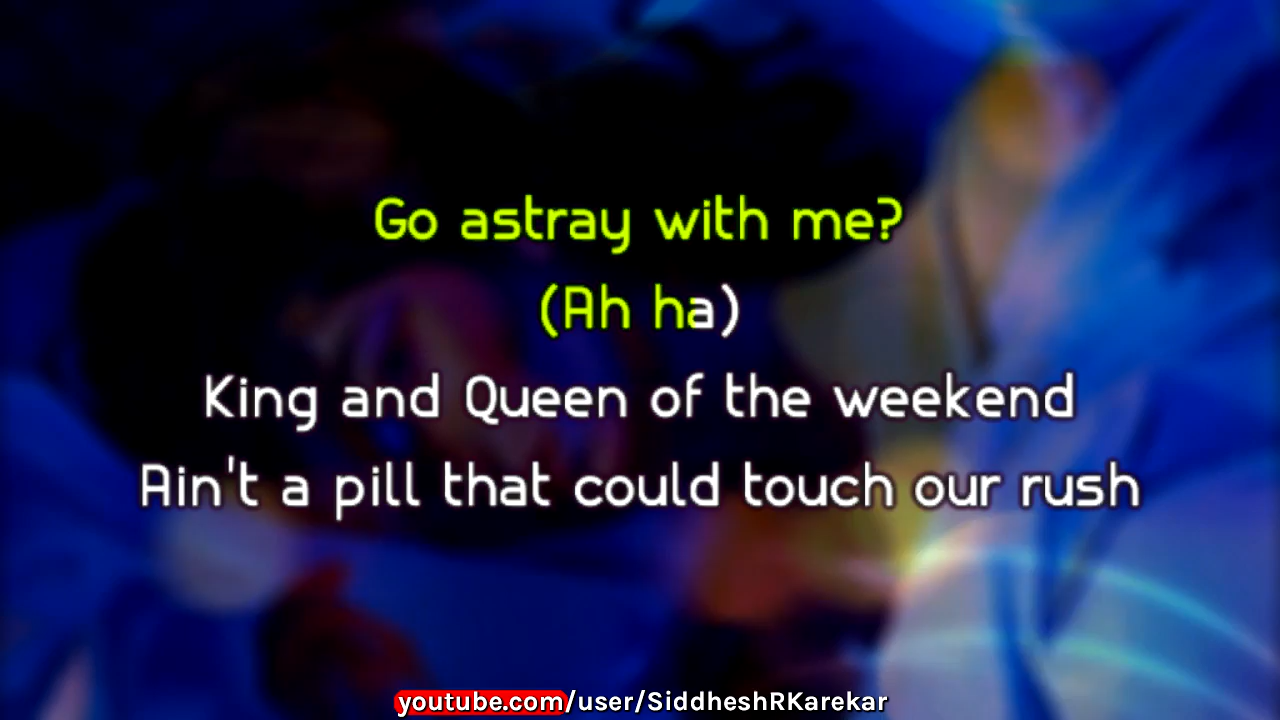 Go astray with me?
(Ah ha)
King and Queen of the weekend
Ain't a pill that could touch our rush
youtube.com/user/SiddheshRKarekar